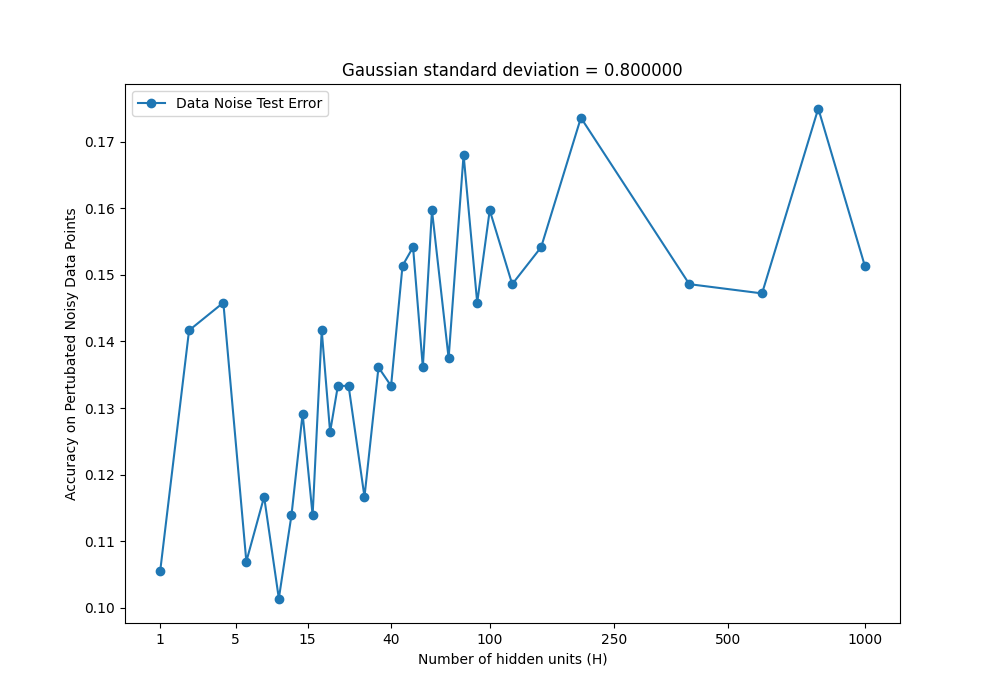 Gaussian standard deviation = 0.800000
Data Noise Test Error
Accuracy on Pertubated Noisy Data Points
0.17
0.16
0.15
0.14
0.13
0.12
0.11
0.10
1 5 15 40 100 250 500 1000
Number of hidden units (H)